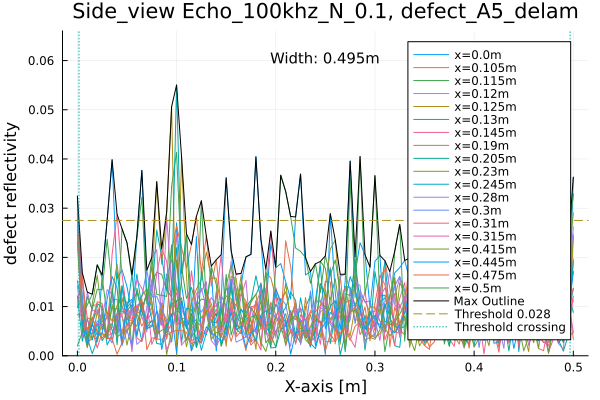 Side_view Echo_100khz_N_0.1, defect_A5_delam
Width: 0.495m
defect reflectivity
0.06
0.05
0.04
0.03
0.02
0.01
0.00
x=0.0m
x=0.105m
x=0.115m
x=0.12m
x=0.125m
x=0.13m
x=0.145m
x=0.19m
x=0.205m
x=0.23m
x=0.245m
x=0.28m
x=0.3m
x=0.31m
x=0.315m
x=0.415m
x=0.445m
x=0.475m
x=0.5m
Max Outline
Threshold 0.028
Threshold crossing
0.0 0.1 0.2 0.3 0.4 0.5
X-axis [m]